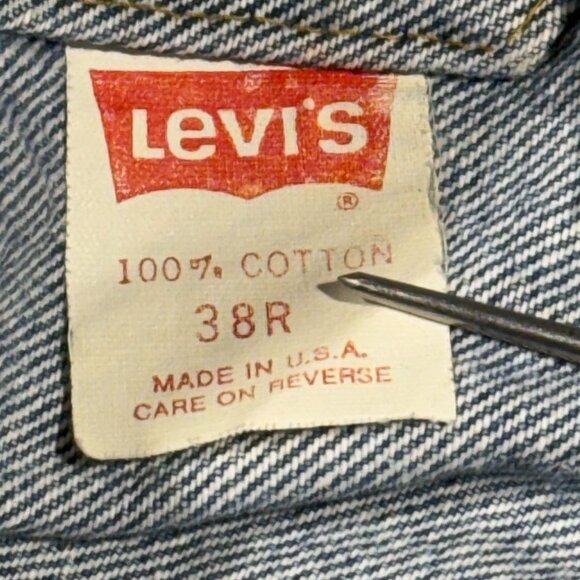 LEVI'S
®
100% COTTON
38R
MADE IN U.S.A.
CARE ON REVERSE